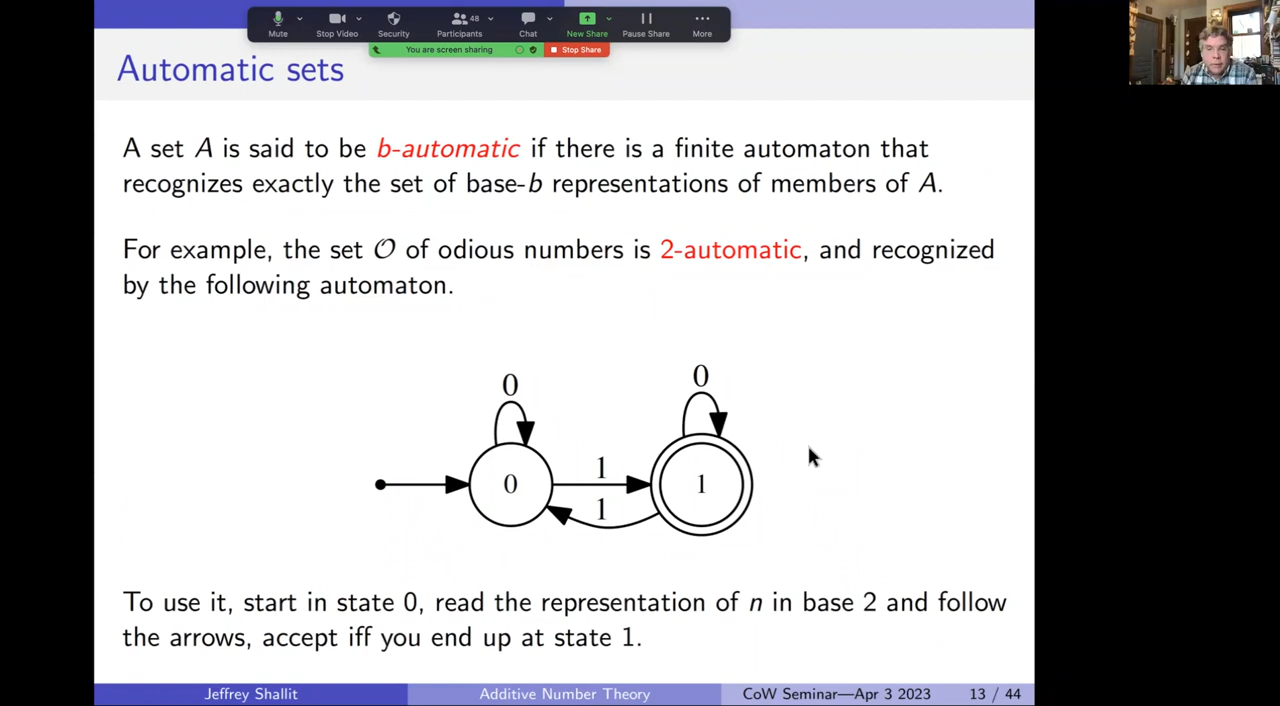 Mute
Stop Video
Security
48
Participants
Chat
New Share
Pause Share
More
You are screen sharing
Stop Share
Automatic sets
A set A is said to be b-automatic if there is a finite automaton that
recognizes exactly the set of base-b representations of members of A.
For example, the set 𝒪 of odious numbers is 2-automatic, and recognized
by the following automaton.
0
0
0
1
1
1
To use it, start in state 0, read the representation of n in base 2 and follow
the arrows, accept iff you end up at state 1.
Jeffrey Shallit
Additive Number Theory
CoW Seminar—Apr 3 2023
13 / 44